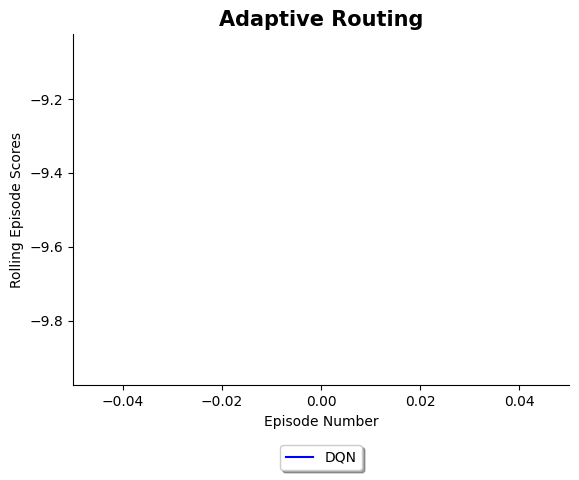 Adaptive Routing
Rolling Episode Scores
−9.2
−9.4
−9.6
−9.8
−0.04
−0.02
0.00
0.02
0.04
Episode Number
DQN